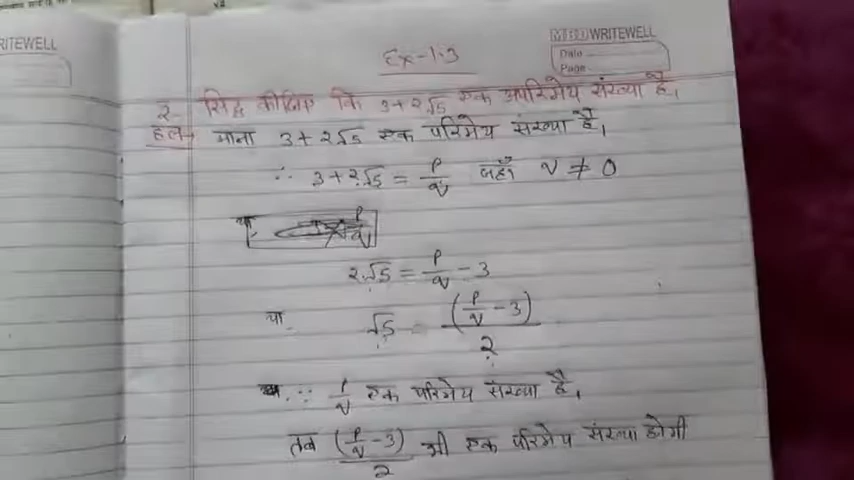 RITEWELL
Ex-1.3
WRITEWELL
Date
Page
2- सिद्ध कीजिए कि 3+2√5 एक अपरिमेय संख्या है।
हल→ माना 3+2√5 एक परिमेय संख्या है।
∴ 3+2√5 = p/q जहाँ q ≠ 0
2√5 = p/q - 3
या √5 = (p/q - 3)/2
∵ p/q एक परिमेय संख्या है।
तब (p/q - 3)/2 भी एक परिमेय संख्या होगी